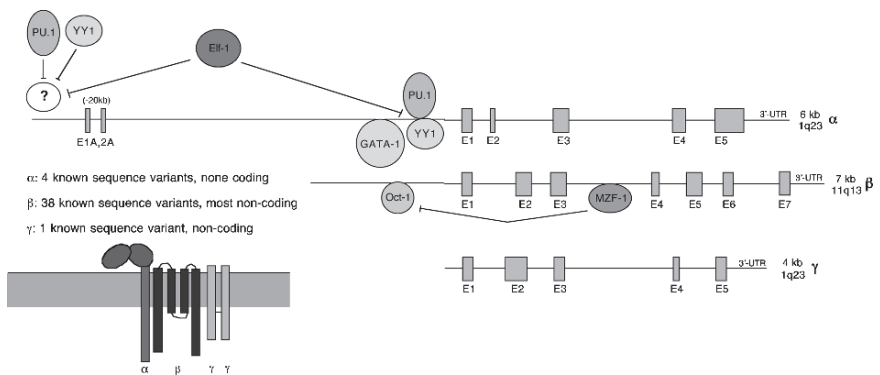 PU.1
YY1
Elf-1
?
(-20kb)
E1A,2A
PU.1
YY1
GATA-1
E1
E2
E3
E4
E5
3'-UTR
6 kb
1q23
α
α: 4 known sequence variants, none coding
β: 38 known sequence variants, most non-coding
γ: 1 known sequence variant, non-coding
Oct-1
E1
E2
E3
MZF-1
E4
E5
E6
E7
3'-UTR
7 kb
11q13
β
E1
E2
E3
E4
E5
3'-UTR
4 kb
1q23
γ
α β γ γ